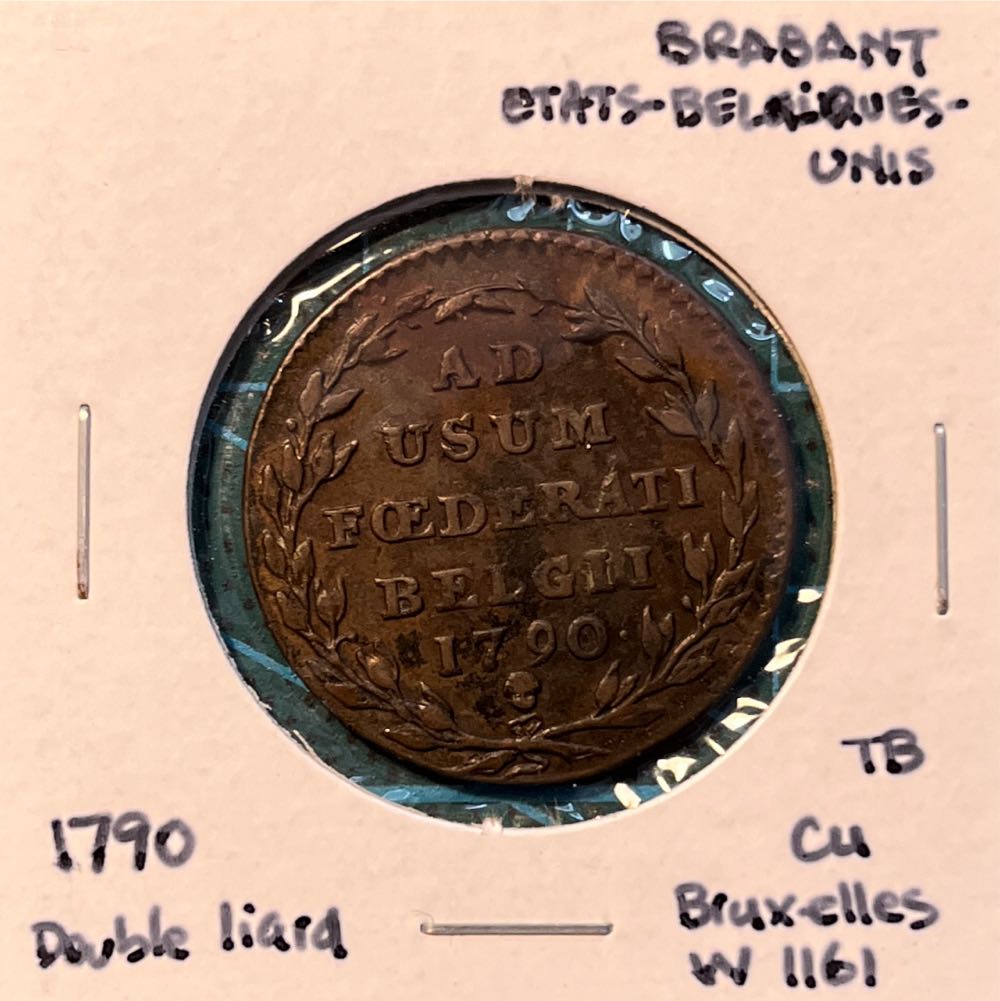 BRABANT
ETATS-BELGIQUES-
UNIS
AD
USUM
FŒDERATI
BELGII
1790·
TB
1790
Double liard
Cu
Bruxelles
W 1161